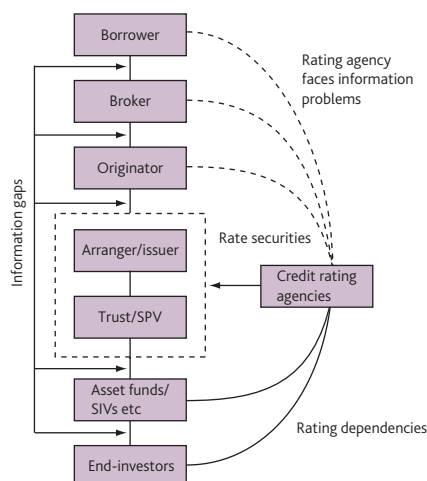 Borrower
Rating agency
faces information
problems
Broker
Originator
Information gaps
Rate securities
Arranger/issuer
Credit rating
agencies
Trust/SPV
Asset funds/
SIVs etc
Rating dependencies
End-investors